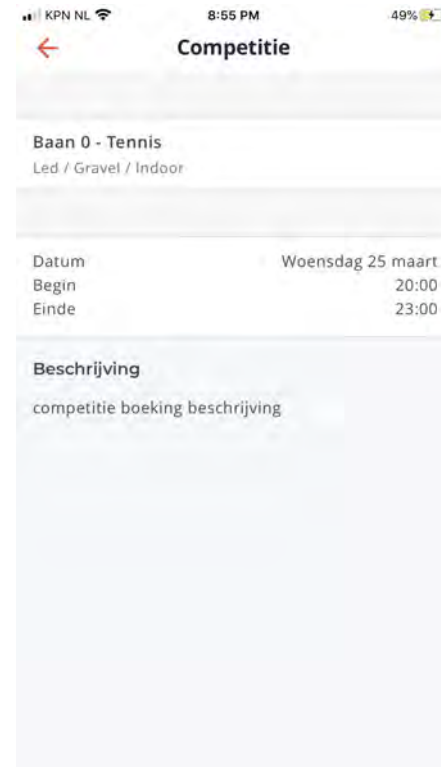 KPN NL 8:55 PM 49%
Competitie
Baan 0 - Tennis
Led / Gravel / Indoor
Datum Woensdag 25 maart
Begin 20:00
Einde 23:00
Beschrijving
competitie boeking beschrijving